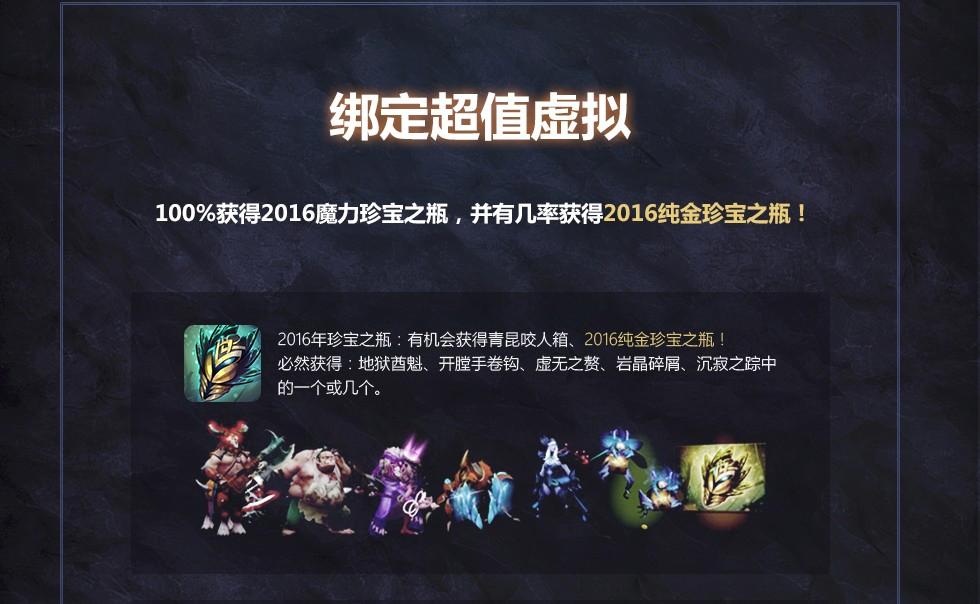 绑定超值虚拟
100%获得2016魔力珍宝之瓶，并有几率获得2016纯金珍宝之瓶！
2016年珍宝之瓶：有机会获得青昆咬人箱、2016纯金珍宝之瓶！
必然获得：地狱酋魁、开膛手卷钩、虚无之赘、岩晶碎屑、沉寂之踪中
的一个或几个。